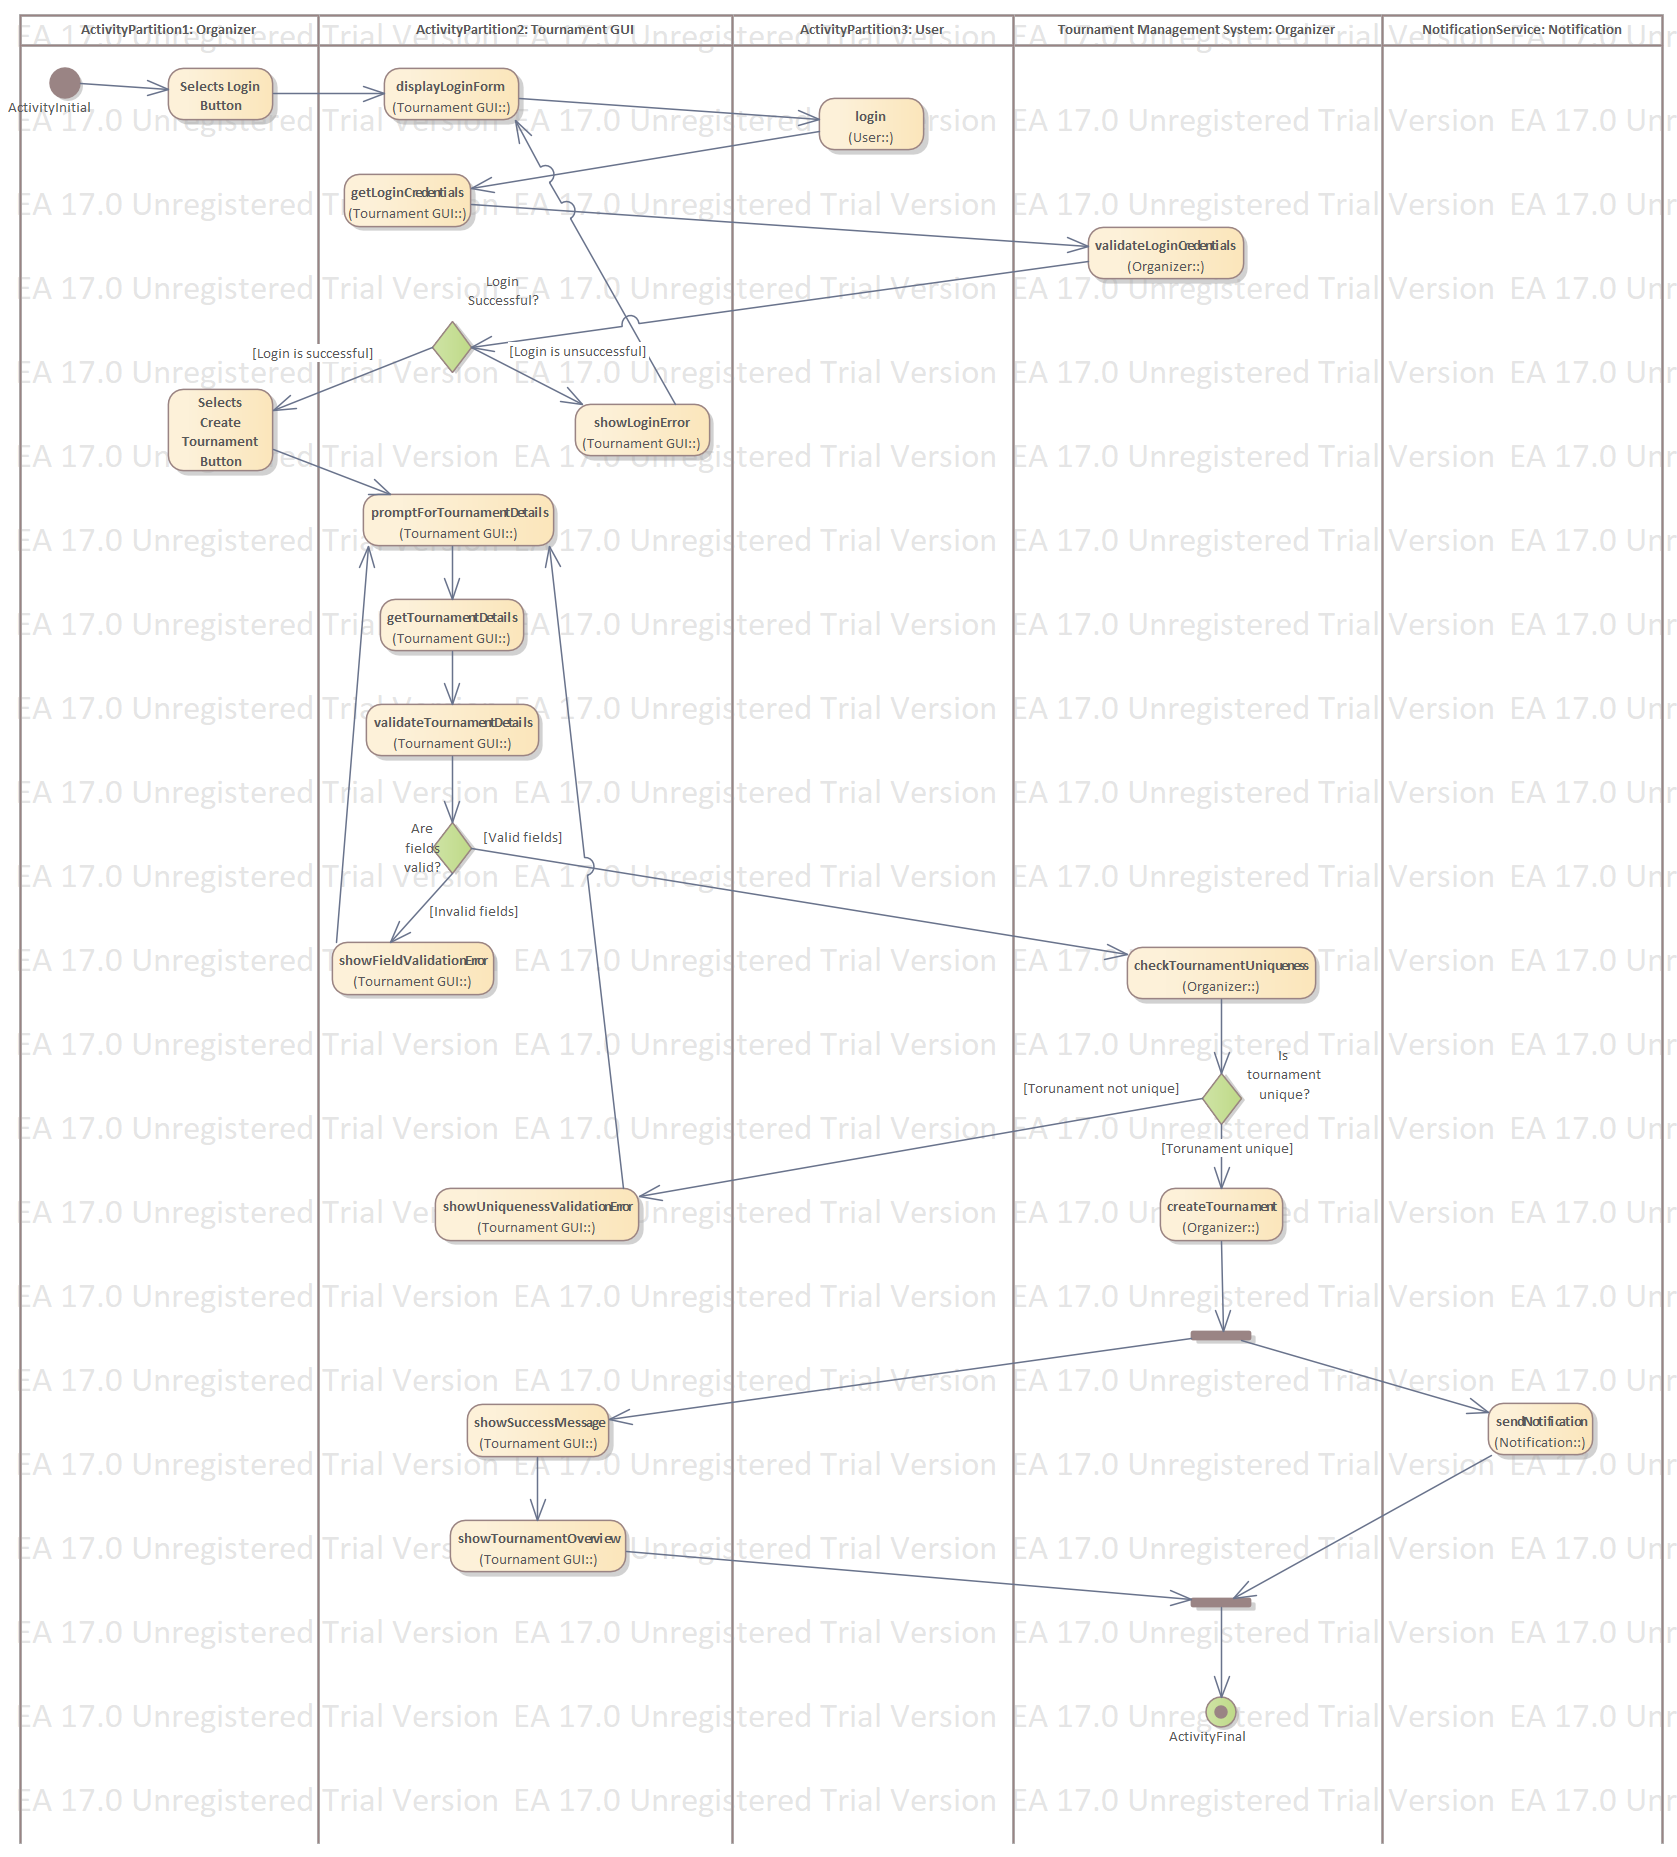 ActivityPartition1: Organizer
ActivityPartition2: Tournament GUI
ActivityPartition3: User
Tournament Management System: Organizer
NotificationService: Notification
ActivityInitial
Selects Login
Button
displayLoginForm
(Tournament GUI::)
login
(User::)
getLoginCredentials
(Tournament GUI::)
validateLoginCredentials
(Organizer::)
Login
Successful?
[Login is successful]
[Login is unsuccessful]
Selects
Create
Tournament
Button
showLoginError
(Tournament GUI::)
promptForTournamentDetails
(Tournament GUI::)
getTournamentDetails
(Tournament GUI::)
validateTournamentDetails
(Tournament GUI::)
Are
fields
valid?
[Valid fields]
[Invalid fields]
showFieldValidationError
(Tournament GUI::)
checkTournamentUniqueness
(Organizer::)
Is
tournament
unique?
[Torunament not unique]
[Torunament unique]
showUniquenessValidationError
(Tournament GUI::)
createTournament
(Organizer::)
showSuccessMessage
(Tournament GUI::)
sendNotification
(Notification::)
showTournamentOverview
(Tournament GUI::)
ActivityFinal
EA 17.0 Unregistered Trial Version